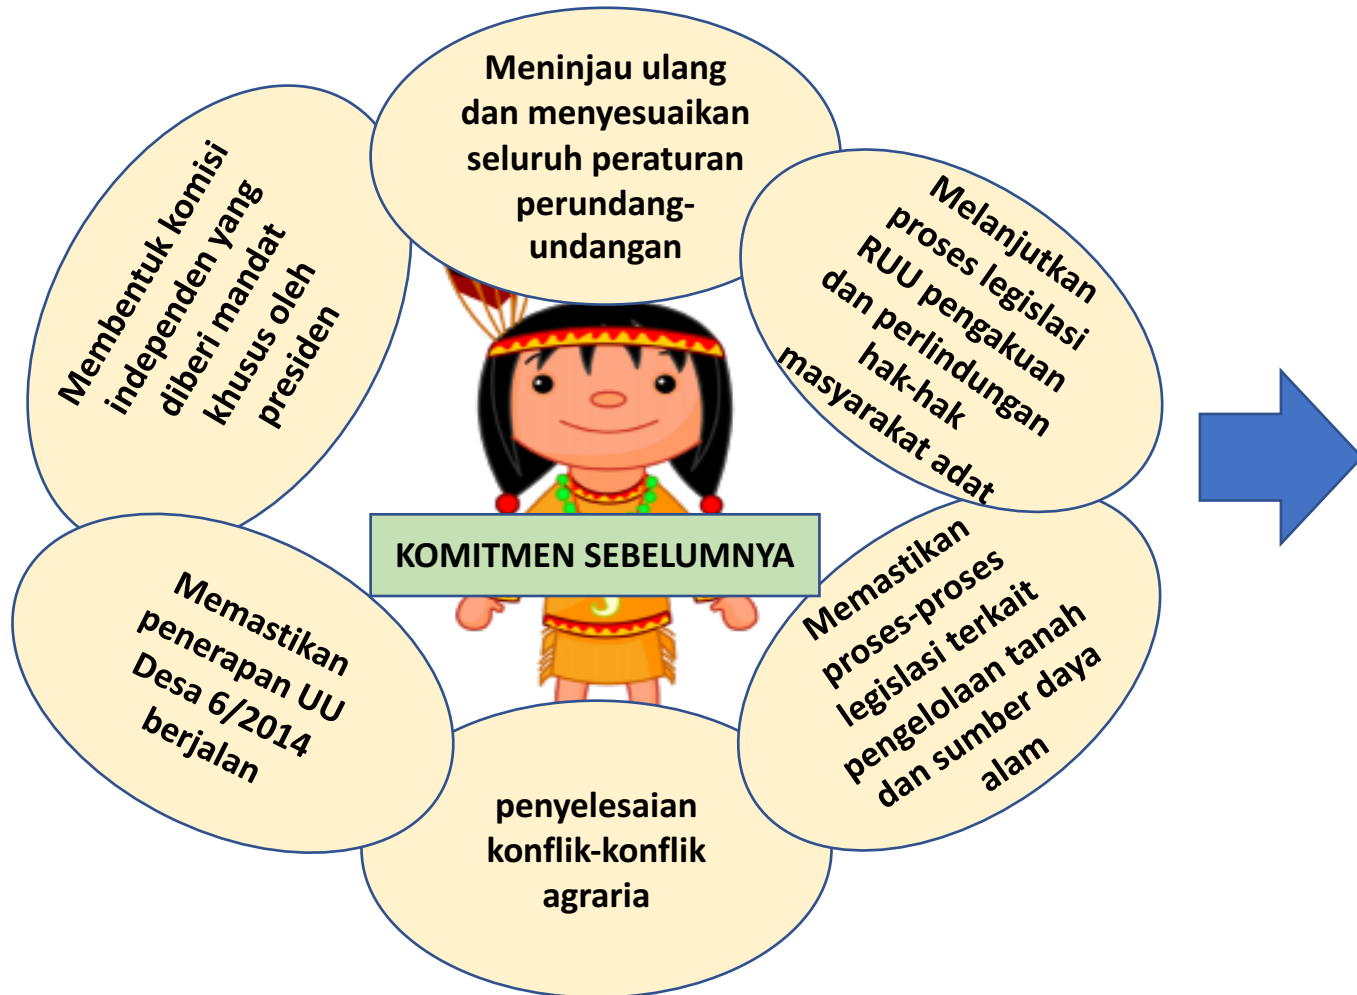 Meninjau ulang
dan menyesuaikan
seluruh peraturan
perundang-
undangan
Melanjutkan
proses legislasi
RUU pengakuan
dan perlindungan
hak-hak
masyarakat adat
Memastikan
proses-proses
legislasi terkait
pengelolaan tanah
dan sumber daya
alam
penyelesaian
konflik-konflik
agraria
Memastikan
penerapan UU
Desa 6/2014
berjalan
Membentuk komisi
independen yang
diberi mandat
khusus oleh
presiden
KOMITMEN SEBELUMNYA